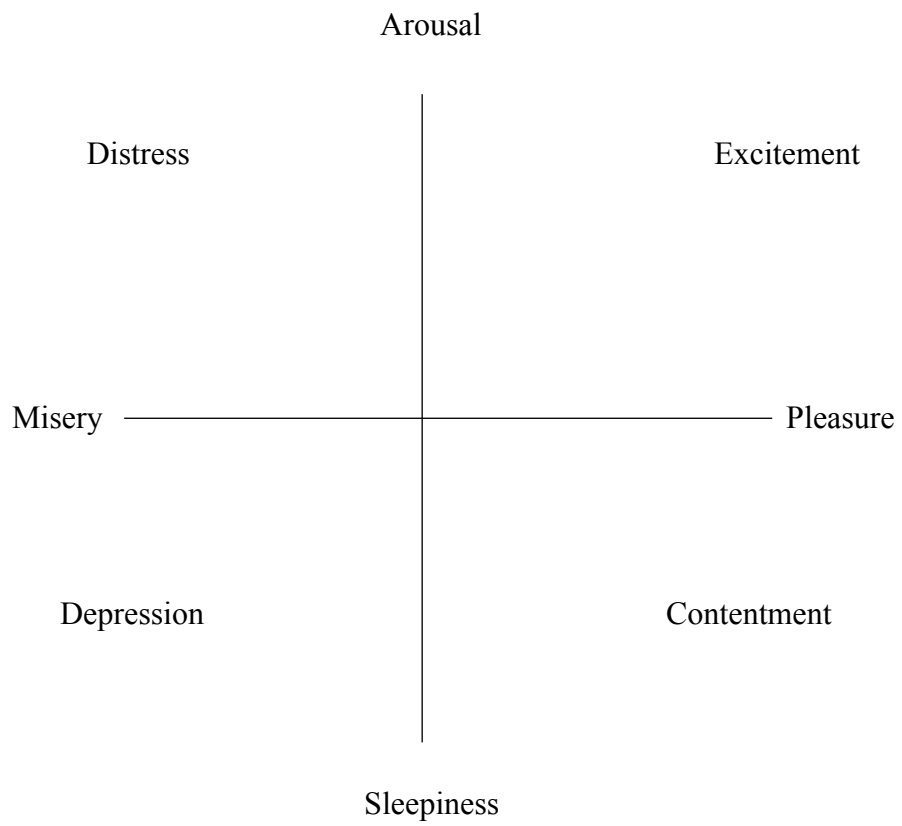 Arousal
Distress
Excitement
Misery
Pleasure
Depression
Contentment
Sleepiness